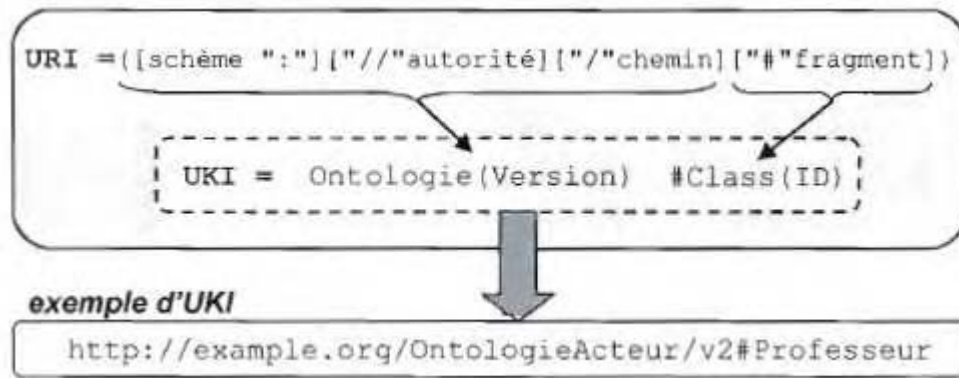 URI =([schème ":"]["//"autorité]["/"chemin]["#"fragment])
UKI = Ontologie(Version) #Class(ID)
exemple d'UKI
http://example.org/OntologieActeur/v2#Professeur